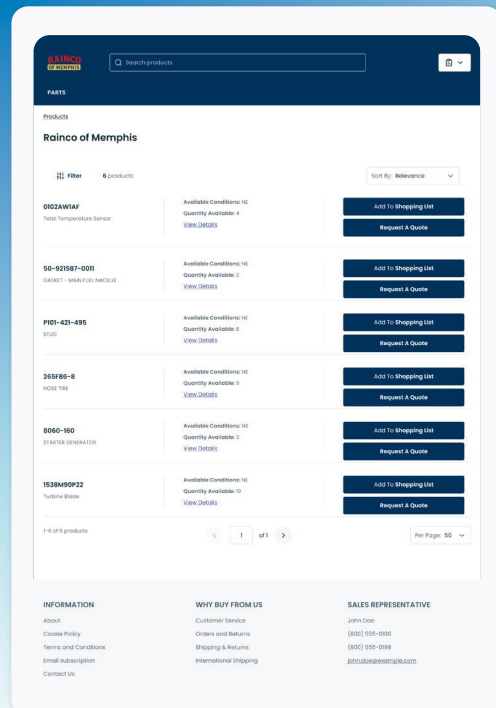 RAINCO
OF MEMPHIS
Search products
PARTS
Products
Rainco of Memphis
Filter
6 products
Sort By: Relevance
0102AW1AF
Total Temperature Sensor
Available Conditions: NE
Quantity Available: 4
View Details
Add To Shopping List
Request A Quote
50-921587-0011
GASKET - MAIN FUEL NACELLE
Available Conditions: NE
Quantity Available: 2
View Details
Add To Shopping List
Request A Quote
P101-421-495
STUD
Available Conditions: NE
Quantity Available: 8
View Details
Add To Shopping List
Request A Quote
265F86-8
NOSE TIRE
Available Conditions: NE
Quantity Available: 9
View Details
Add To Shopping List
Request A Quote
8060-160
STARTER GENERATOR
Available Conditions: NS
Quantity Available: 3
View Details
Add To Shopping List
Request A Quote
1538M90P22
Turbine Blade
Available Conditions: NE
Quantity Available: 10
View Details
Add To Shopping List
Request A Quote
1-6 of 6 products
1 of 1
Per Page: 50
INFORMATION
About
Cookie Policy
Terms and Conditions
Email subscription
Contact Us
WHY BUY FROM US
Customer Service
Orders and Returns
Shipping & Returns
International Shipping
SALES REPRESENTATIVE
John Doe
(800) 555-0100
(800) 555-0199
john.doe@example.com